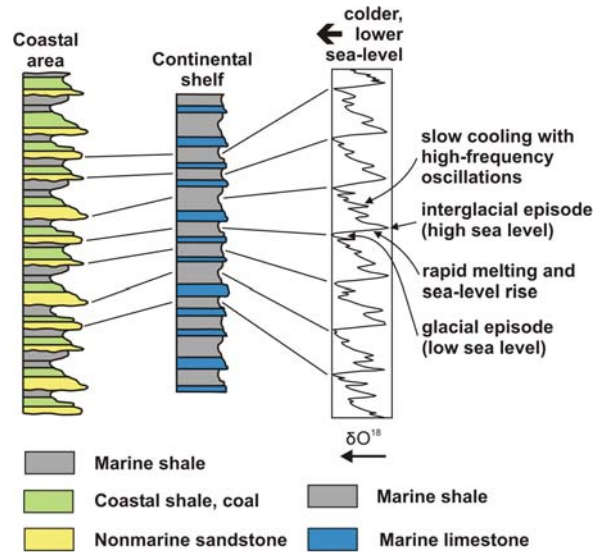 Coastal
area
Continental
shelf
colder,
lower
sea-level
slow cooling with
high-frequency
oscillations
interglacial episode
(high sea level)
rapid melting and
sea-level rise
glacial episode
(low sea level)
δO¹⁸
Marine shale
Coastal shale, coal
Nonmarine sandstone
Marine shale
Marine limestone